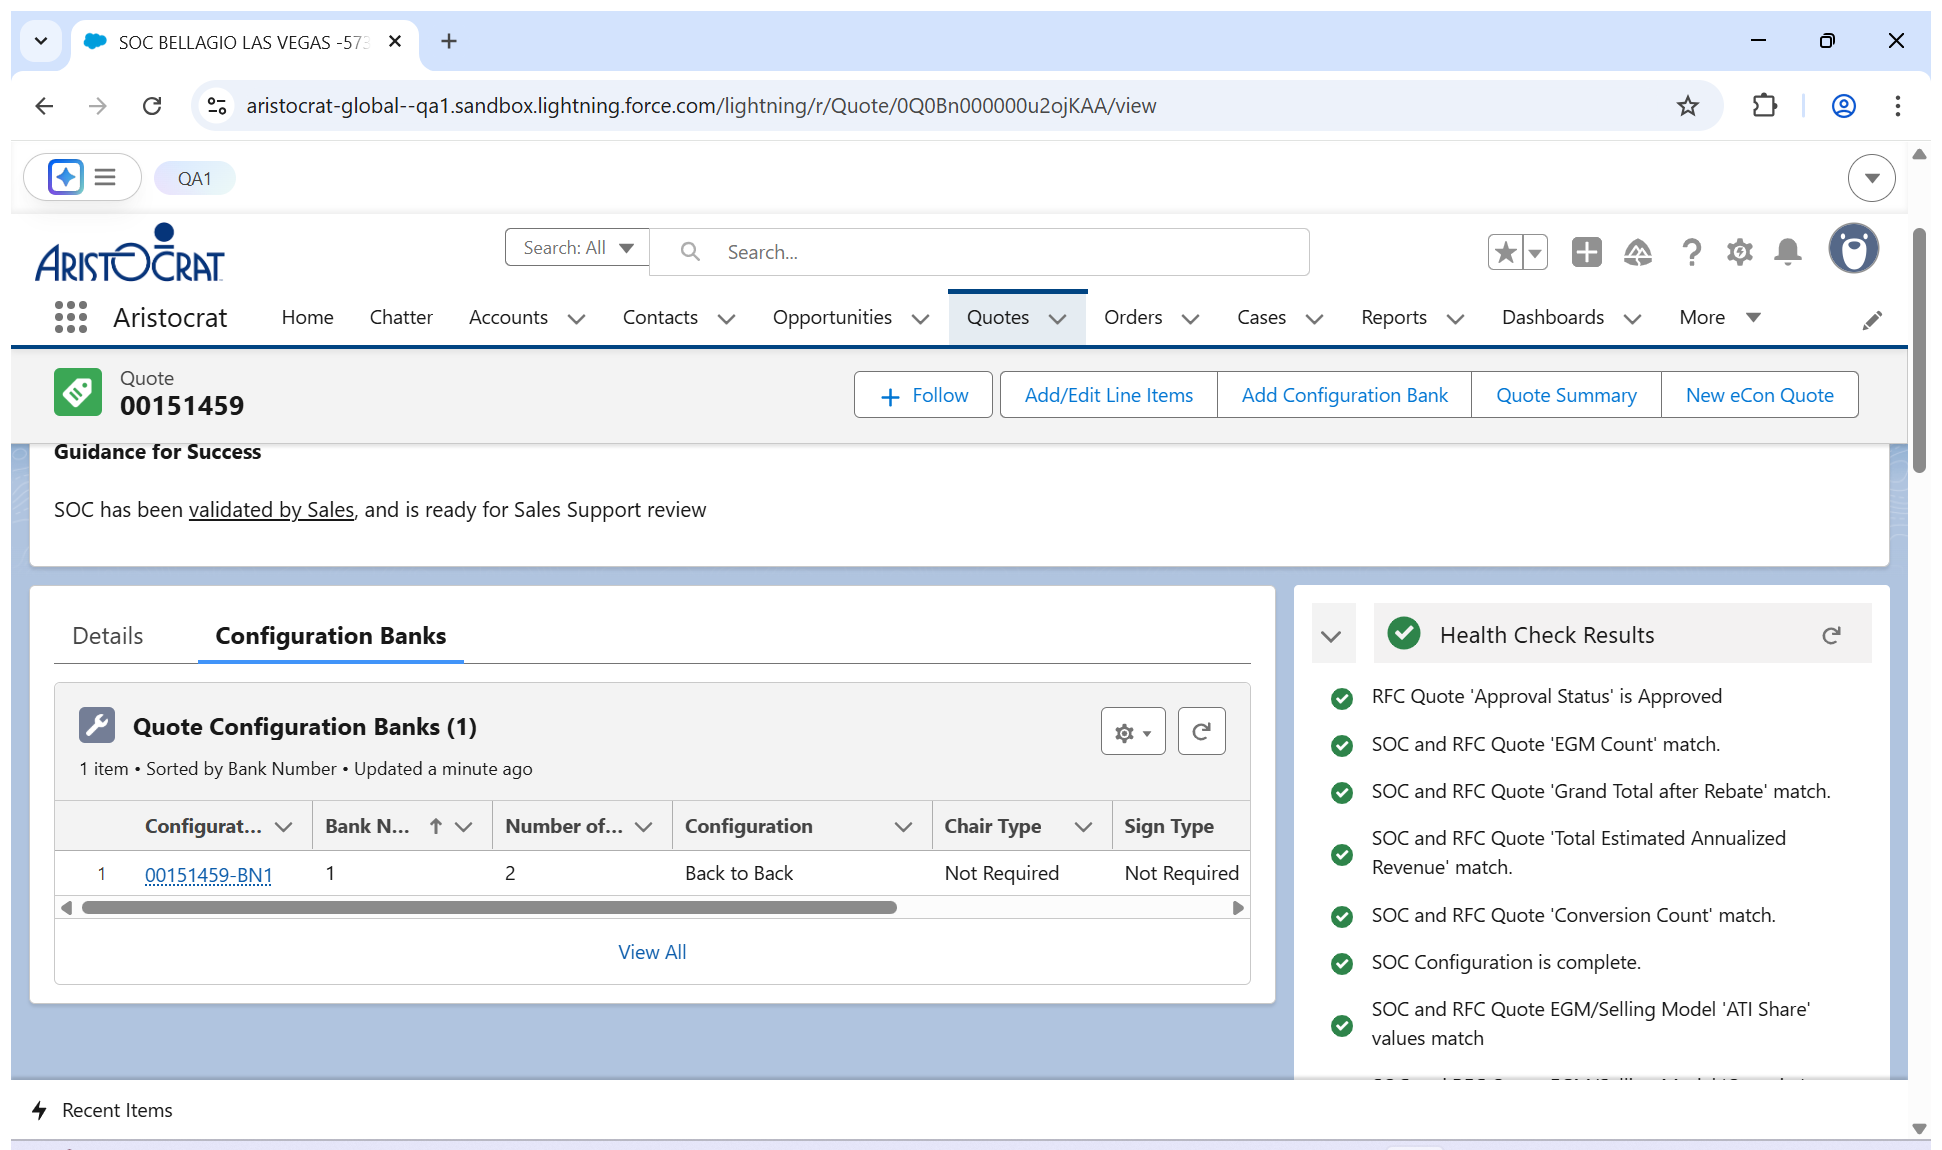 SOC BELLAGIO LAS VEGAS -573
aristocrat-global--qa1.sandbox.lightning.force.com/lightning/r/Quote/0Q0Bn000000u2ojKAA/view
QA1
ARISTOCRAT
Search: All
Search...
Aristocrat
Home
Chatter
Accounts
Contacts
Opportunities
Quotes
Orders
Cases
Reports
Dashboards
More
Quote
00151459
Follow
Add/Edit Line Items
Add Configuration Bank
Quote Summary
New eCon Quote
Guidance for Success
SOC has been validated by Sales, and is ready for Sales Support review
Details
Configuration Banks
Quote Configuration Banks (1)
1 item • Sorted by Bank Number • Updated a minute ago
Configurat...
Bank N...
Number of...
Configuration
Chair Type
Sign Type
1
00151459-BN1
1
2
Back to Back
Not Required
Not Required
View All
Health Check Results
RFC Quote 'Approval Status' is Approved
SOC and RFC Quote 'EGM Count' match.
SOC and RFC Quote 'Grand Total after Rebate' match.
SOC and RFC Quote 'Total Estimated Annualized
Revenue' match.
SOC and RFC Quote 'Conversion Count' match.
SOC Configuration is complete.
SOC and RFC Quote EGM/Selling Model 'ATI Share'
values match
Recent Items